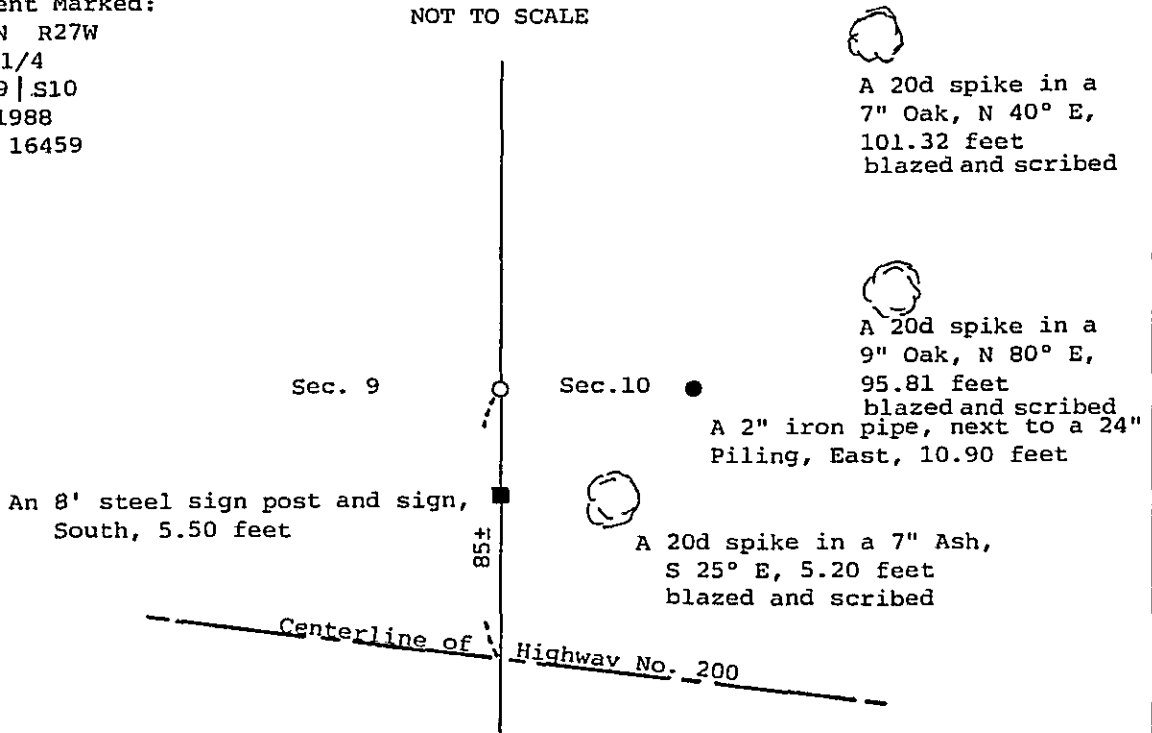 ent Marked:
N R27W
1/4
9 | S10
1988
16459
NOT TO SCALE
A 20d spike in a
7" Oak, N 40° E,
101.32 feet
blazed and scribed
A 20d spike in a
9" Oak, N 80° E,
95.81 feet
blazed and scribed
Sec. 9
Sec.10
A 2" iron pipe, next to a 24"
Piling, East, 10.90 feet
An 8' steel sign post and sign,
South, 5.50 feet
85±
A 20d spike in a 7" Ash,
S 25° E, 5.20 feet
blazed and scribed
Centerline of Highway No. 200